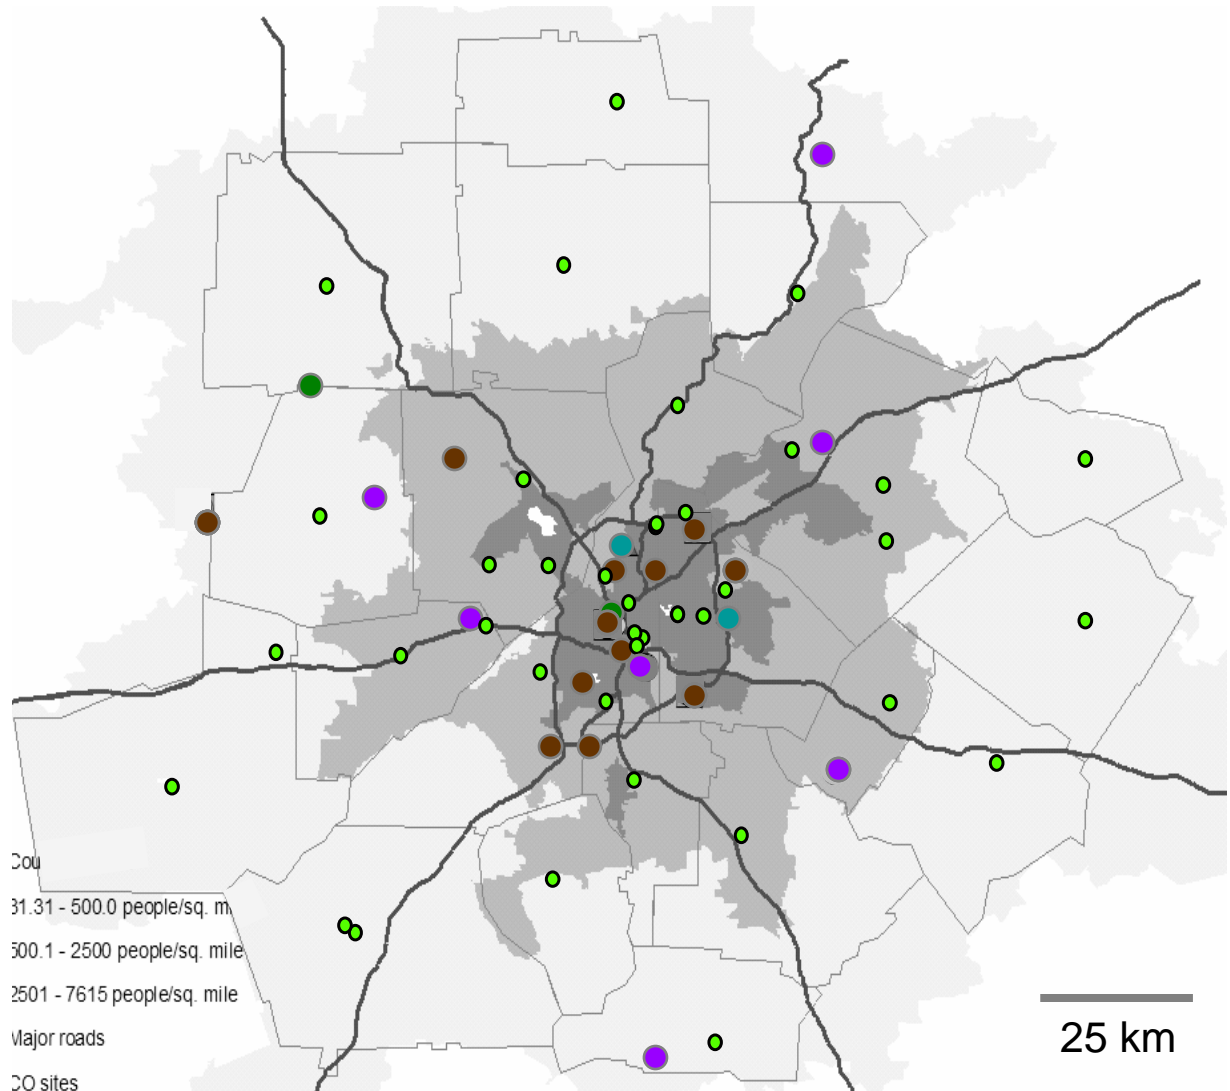 Cou
31.31 - 500.0 people/sq. m
500.1 - 2500 people/sq. mile
2501 - 7615 people/sq. mile
Major roads
CO sites
25 km